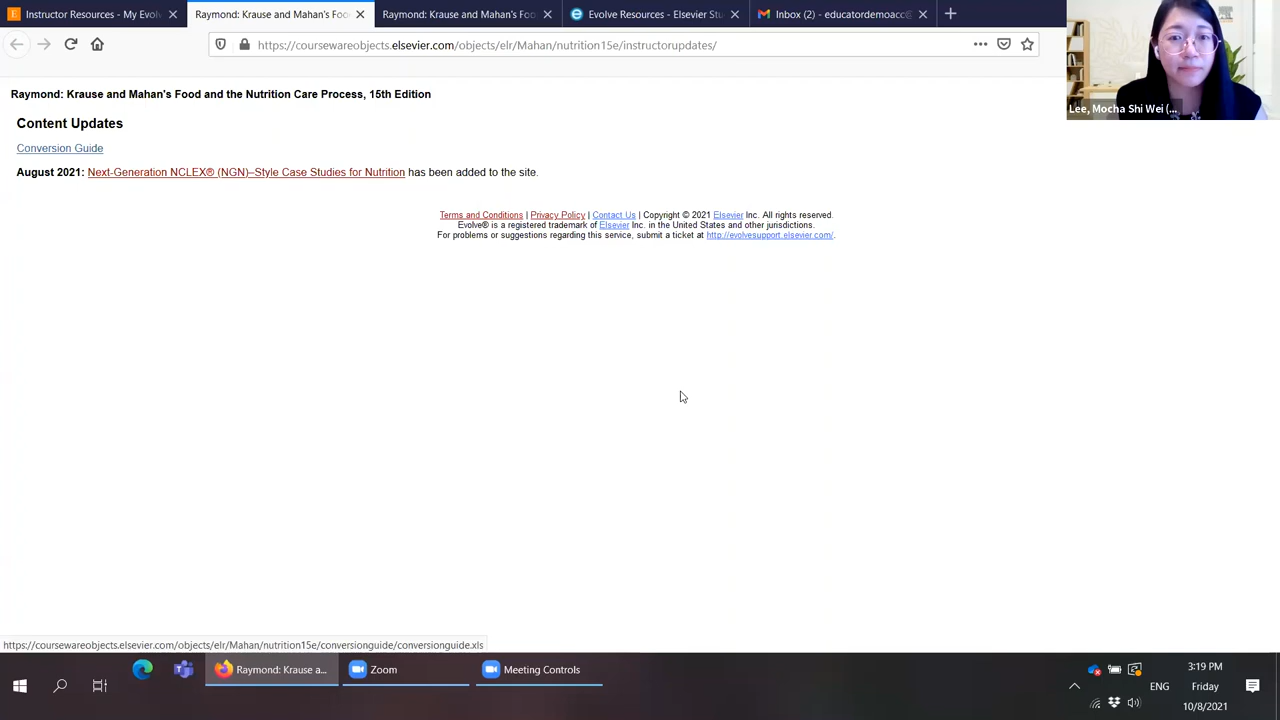 Instructor Resources - My Evolv
Raymond: Krause and Mahan's Foo
Raymond: Krause and Mahan's Foo
Evolve Resources - Elsevier Stu
Inbox (2) - educatordemoacc@
https://coursewareobjects.elsevier.com/objects/elr/Mahan/nutrition15e/instructorupdates/
Lee, Mocha Shi Wei (...
Raymond: Krause and Mahan's Food and the Nutrition Care Process, 15th Edition
Content Updates
Conversion Guide
August 2021: Next-Generation NCLEX® (NGN)–Style Case Studies for Nutrition has been added to the site.
Terms and Conditions | Privacy Policy | Contact Us | Copyright © 2021 Elsevier Inc. All rights reserved.
Evolve® is a registered trademark of Elsevier Inc. in the United States and other jurisdictions.
For problems or suggestions regarding this service, submit a ticket at http://evolvesupport.elsevier.com/.
https://coursewareobjects.elsevier.com/objects/elr/Mahan/nutrition15e/conversionguide/conversionguide.xls
Raymond: Krause a...
Zoom
Meeting Controls
3:19 PM
ENG
Friday
10/8/2021